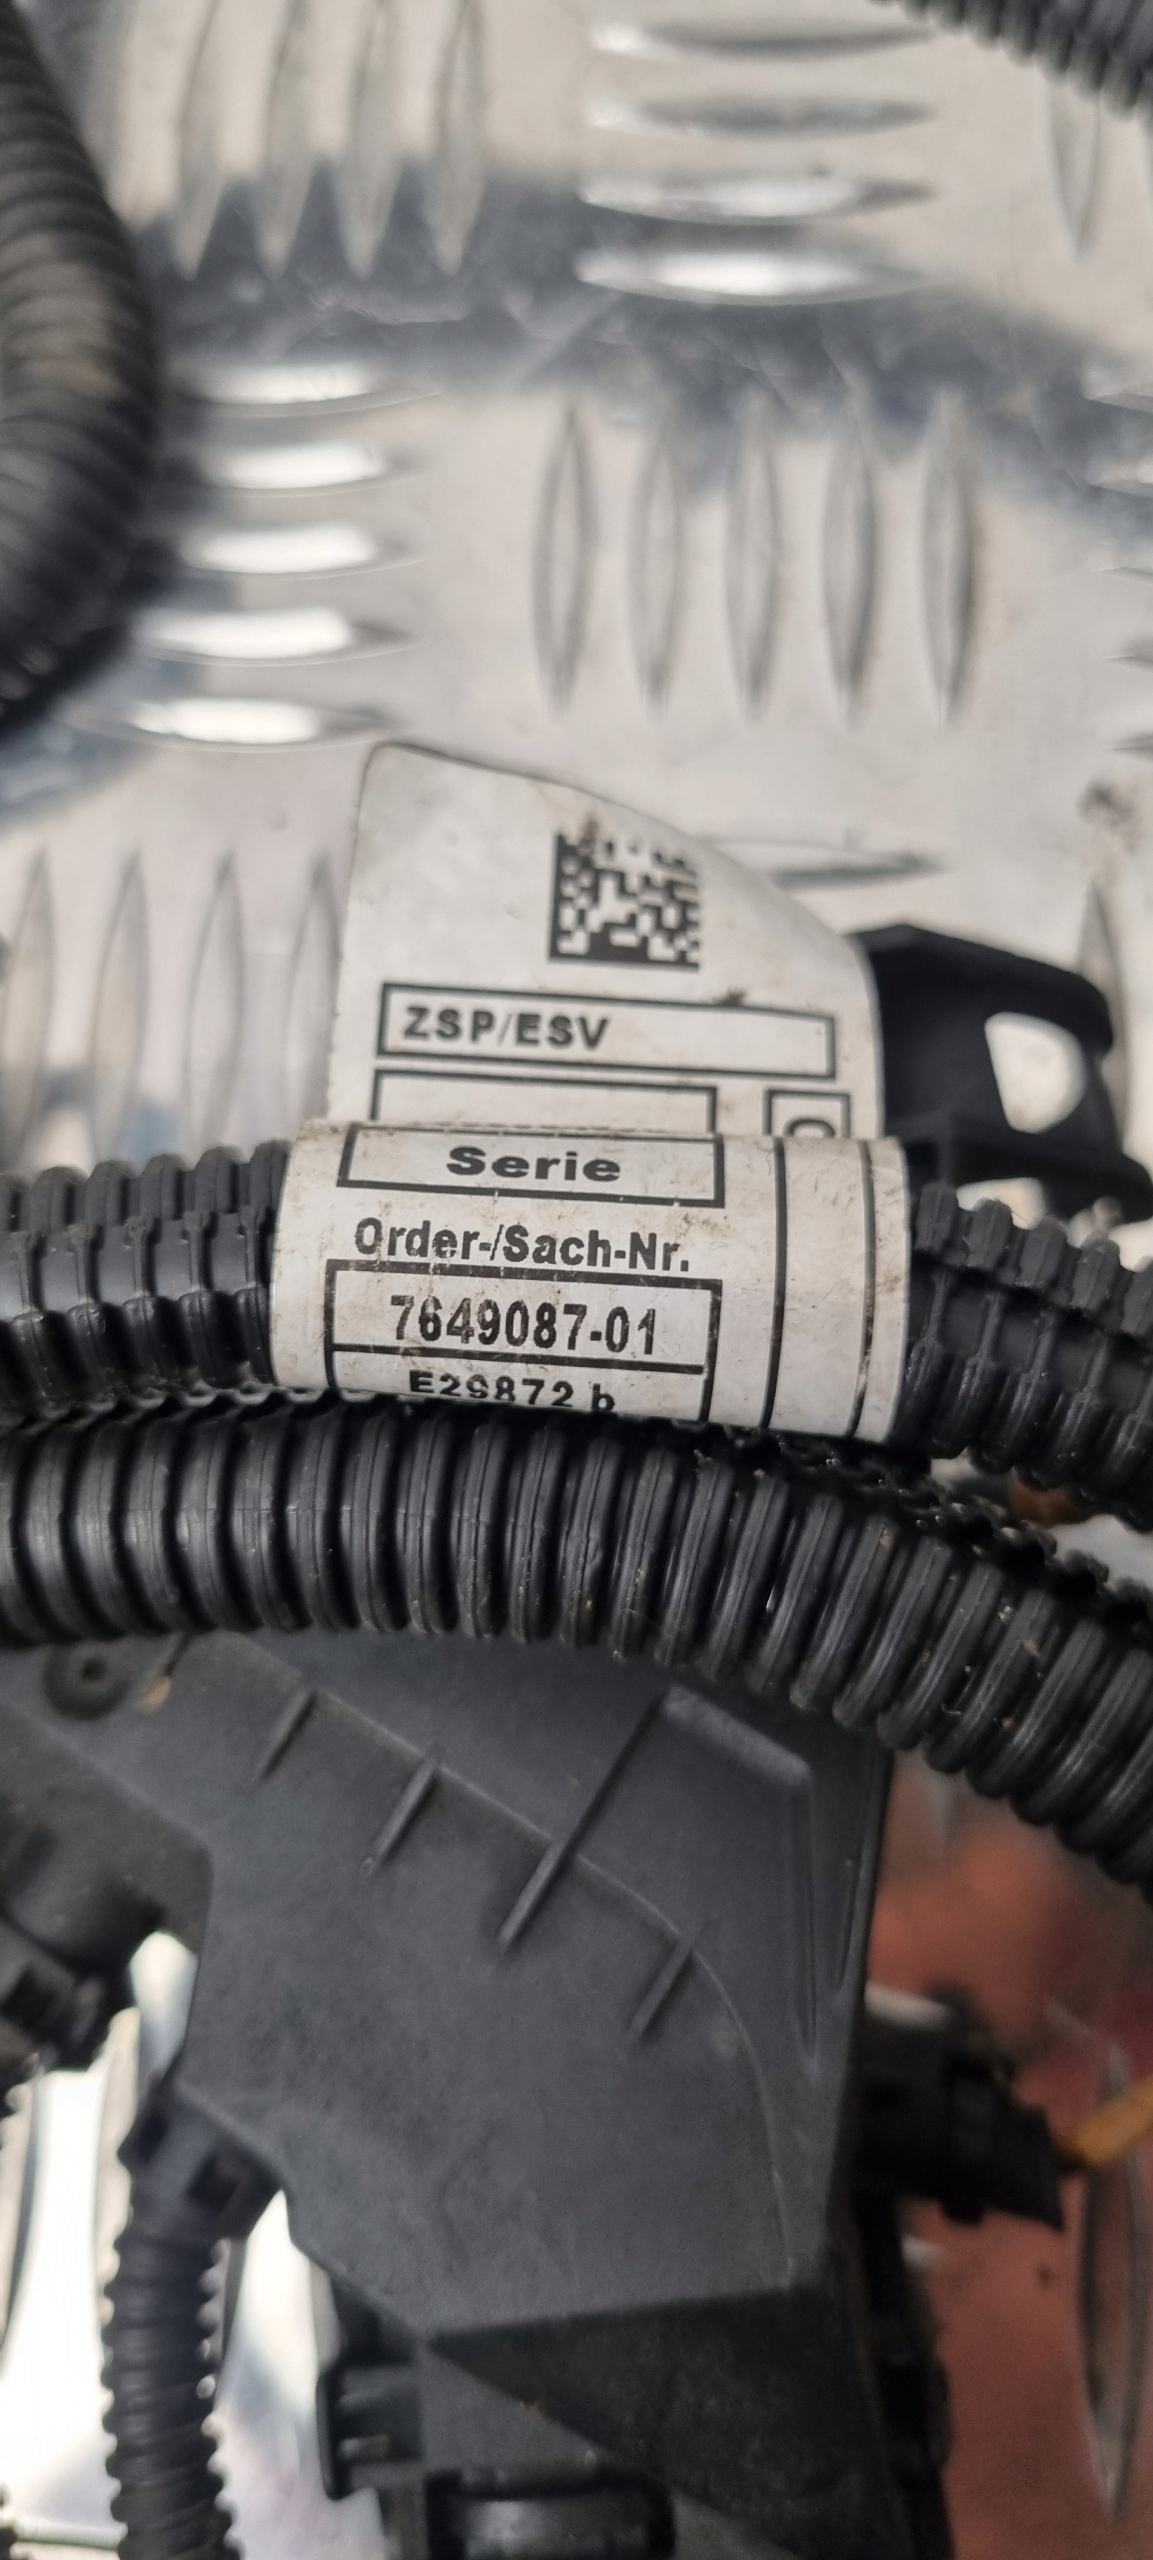 ZSP/ESV
Serie
Order-/Sach-Nr.
7649087-01
E29872 b